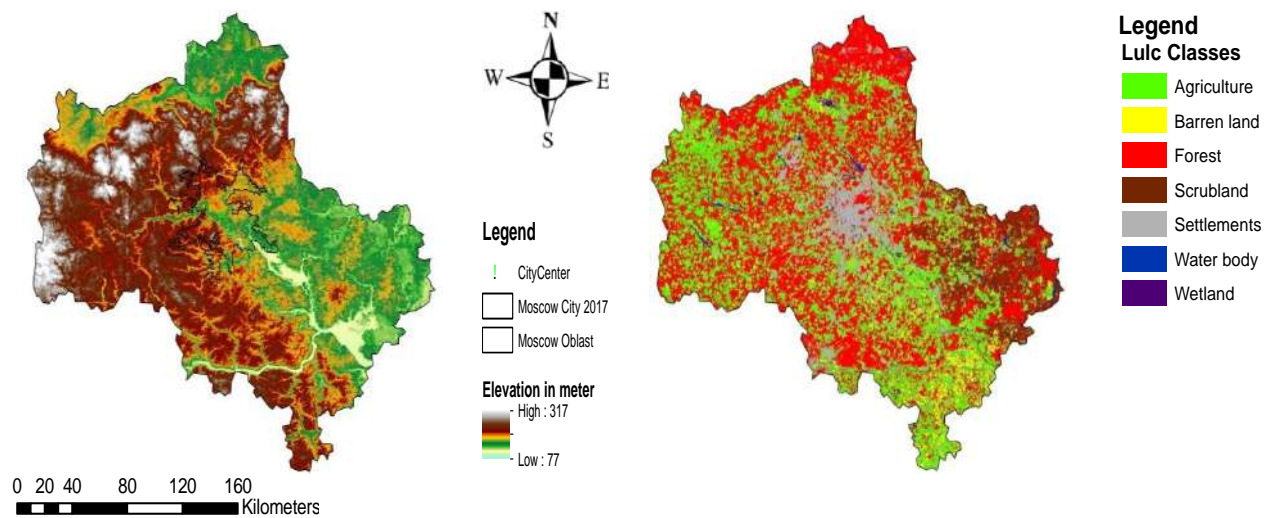 N
W E
S
Legend
CityCenter
Moscow City 2017
Moscow Oblast
Elevation in meter
High : 317
Low : 77
0 20 40 80 120 160
Kilometers
Legend
Lulc Classes
Agriculture
Barren land
Forest
Scrubland
Settlements
Water body
Wetland